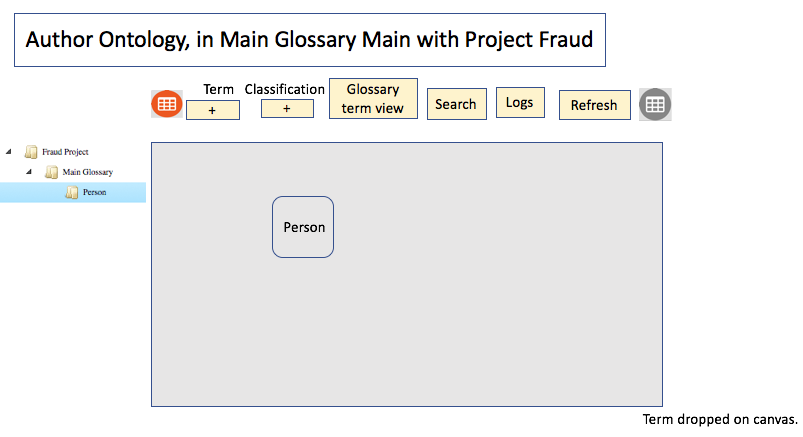 Author Ontology, in Main Glossary Main with Project Fraud
Term
+
Classification
+
Glossary
term view
Search
Logs
Refresh
Fraud Project
Main Glossary
Person
Person
Term dropped on canvas.